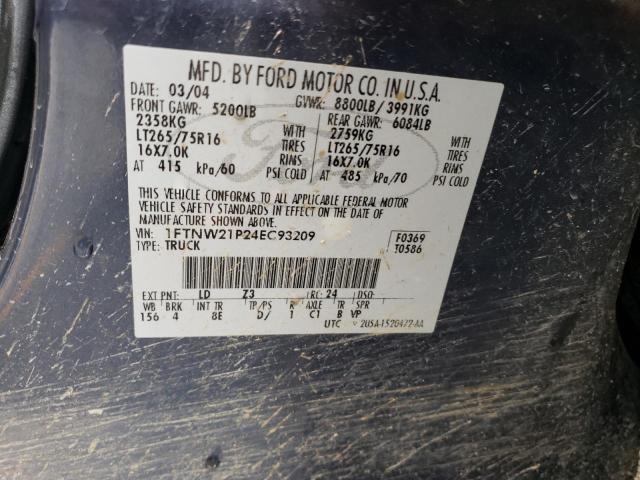 MFD. BY FORD MOTOR CO. IN U.S.A.
DATE: 03/04 GVWR: 8800LB/ 3991KG
FRONT GAWR: 5200LB REAR GAWR: 6084LB
2358KG WITH 2759KG WITH
LT265/75R16 TIRES LT265/75R16 TIRES
16X7.0K RIMS 16X7.0K RIMS
AT 415 kPa/60 PSI COLD AT 485 kPa/70 PSI COLD
THIS VEHICLE CONFORMS TO ALL APPLICABLE FEDERAL MOTOR
VEHICLE SAFETY STANDARDS IN EFFECT ON THE DATE OF
MANUFACTURE SHOWN ABOVE.
VIN: 1FTNW21P24EC93209 F0369
TYPE: TRUCK T0586
Ford
EXT PNT: LD Z3 RC: 24 DSO:
WB BRK INT TR TP/PS R AXLE TR SPR
156 4 8E D/ 1 C1 B VP
UTC